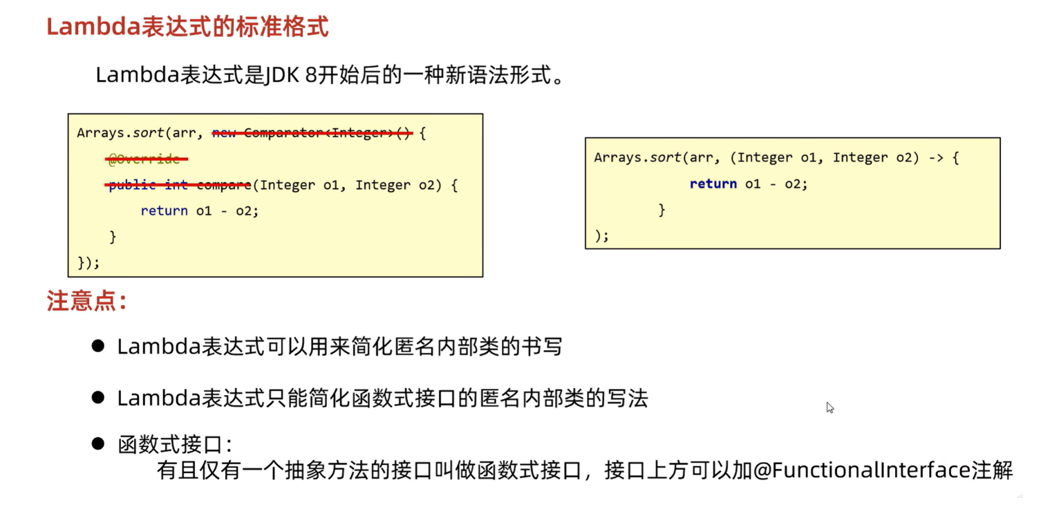 Lambda表达式的标准格式
Lambda表达式是JDK 8开始后的一种新语法形式。
Arrays.sort(arr, new Comparator<Integer>() {
@Override
public int compare(Integer o1, Integer o2) {
return o1 - o2;
}
});
Arrays.sort(arr, (Integer o1, Integer o2) -> {
return o1 - o2;
}
);
注意点：
● Lambda表达式可以用来简化匿名内部类的书写
● Lambda表达式只能简化函数式接口的匿名内部类的写法
● 函数式接口：
有且仅有一个抽象方法的接口叫做函数式接口，接口上方可以加@FunctionalInterface注解